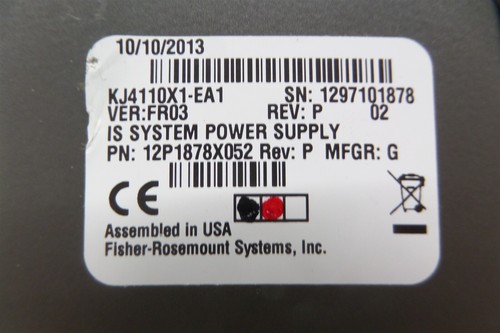 10/10/2013
KJ4110X1-EA1 SN: 1297101878
VER:FR03 REV: P 02
IS SYSTEM POWER SUPPLY
PN: 12P1878X052 Rev: P MFGR: G
CE
Assembled in USA
Fisher-Rosemount Systems, Inc.